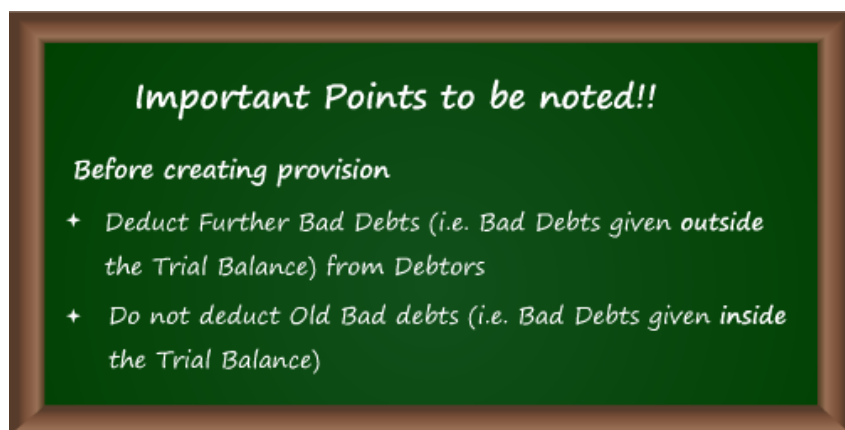 Important Points to be noted!!
Before creating provision
Deduct Further Bad Debts (i.e. Bad Debts given outside
the Trial Balance) from Debtors
Do not deduct Old Bad debts (i.e. Bad Debts given inside
the Trial Balance)